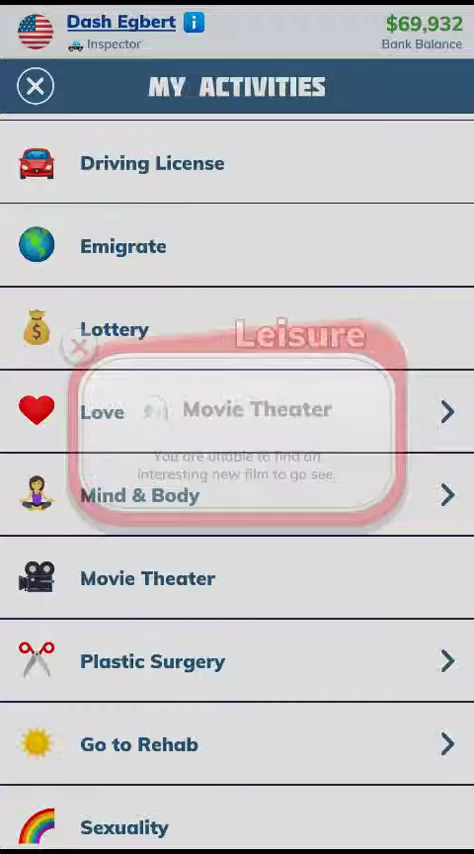 Dash Egbert
$69,932
Inspector
Bank Balance
MY ACTIVITIES
Driving License
Emigrate
Lottery
Leisure
Love
Movie Theater
You are unable to find an
interesting new film to go see.
Mind & Body
Movie Theater
Plastic Surgery
Go to Rehab
Sexuality